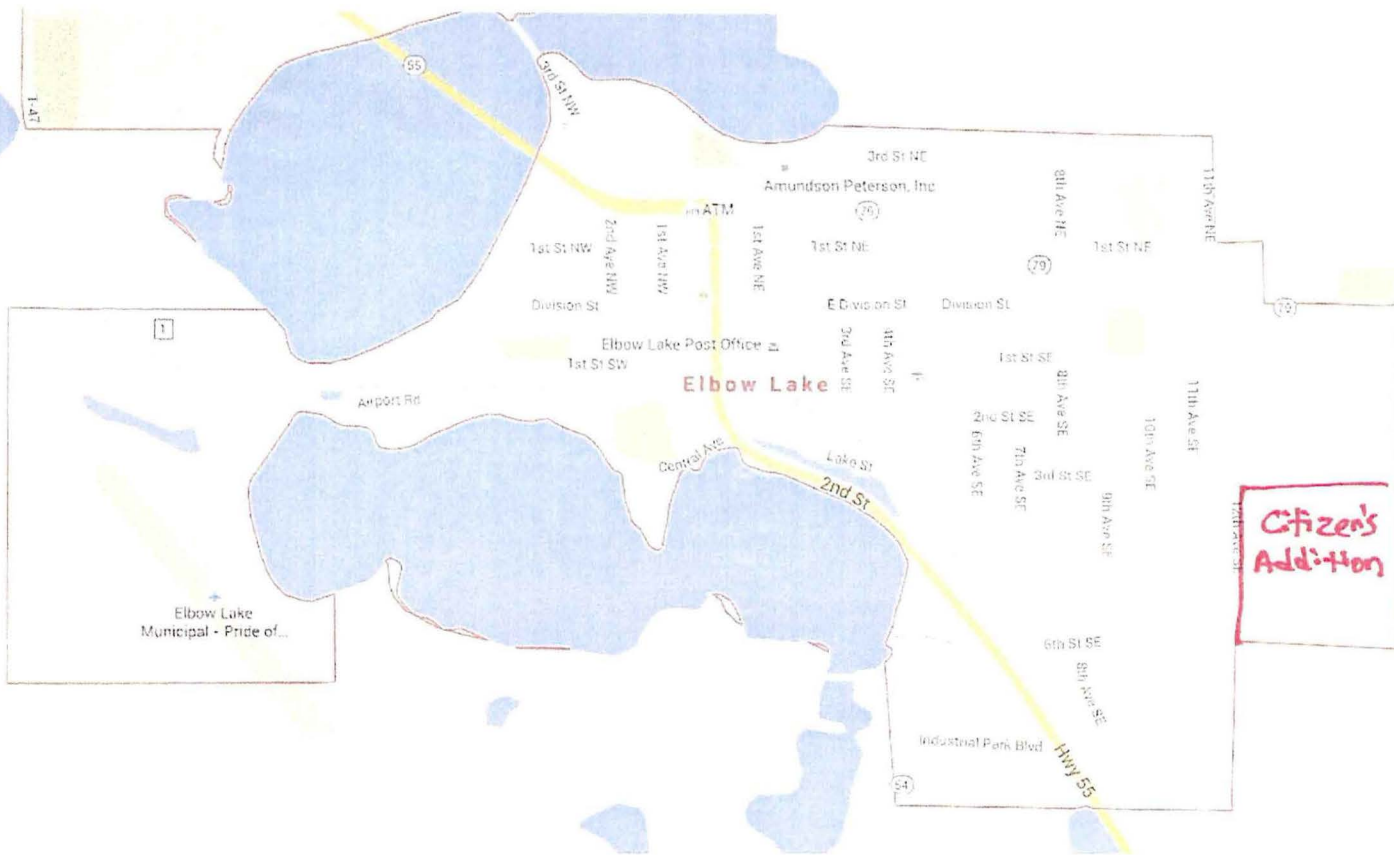 55
3rd St NW
T-47
3rd St NE
Amundson Peterson, Inc
76
ATM
8th Ave NE
11th Ave NE
1st St NW
2nd Ave NW
1st Ave NW
1st Ave NE
1st St NE
1st St NE
79
Division St
E Division St
Division St
79
1
Elbow Lake Post Office
1st St SW
3rd Ave SE
4th Ave SE
1st St SE
Elbow Lake
8th Ave SE
11th Ave SE
Airport Rd
2nd St SE
Central Ave
Lake St
6th Ave SE
7th Ave SE
3rd St SE
10th Ave SE
2nd St
9th Ave SE
12th Ave SE
Citizen's
Addition
Elbow Lake
Municipal - Pride of...
6th St SE
8th Ave SE
Industrial Park Blvd
Hwy 55
54